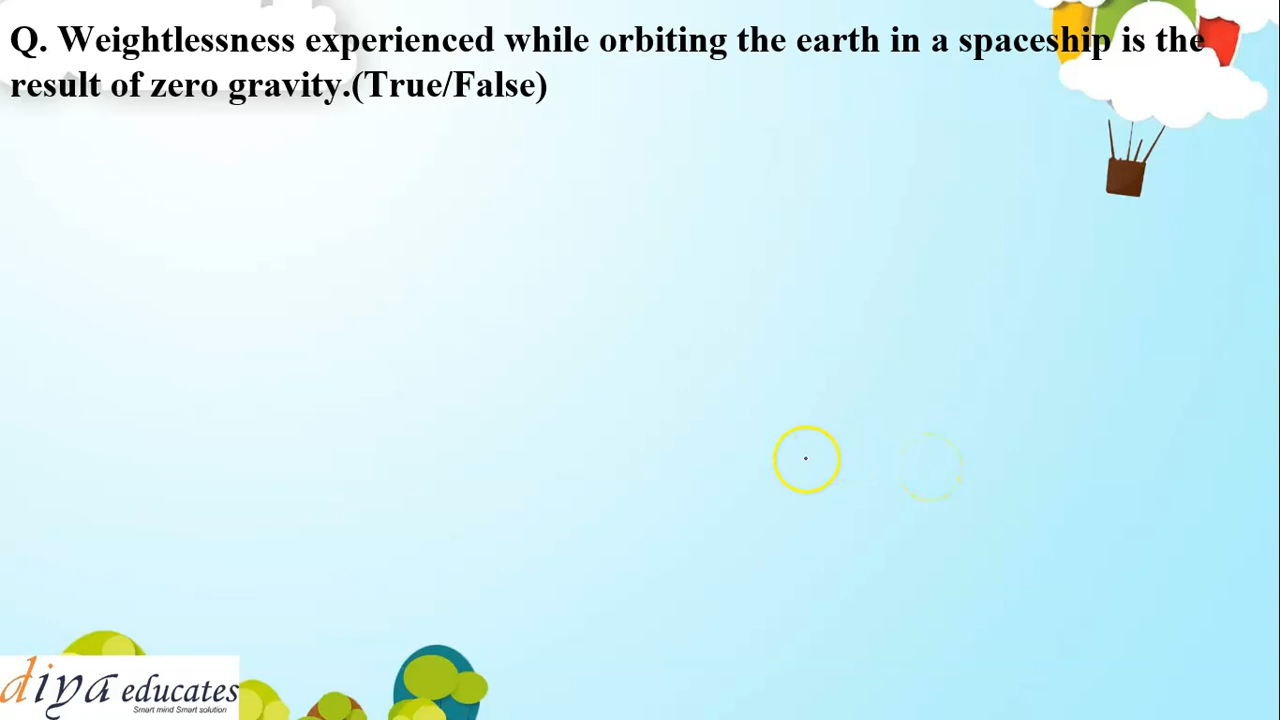 Q. Weightlessness experienced while orbiting the earth in a spaceship is the
result of zero gravity.(True/False)
diya educates
Smart mind Smart solution